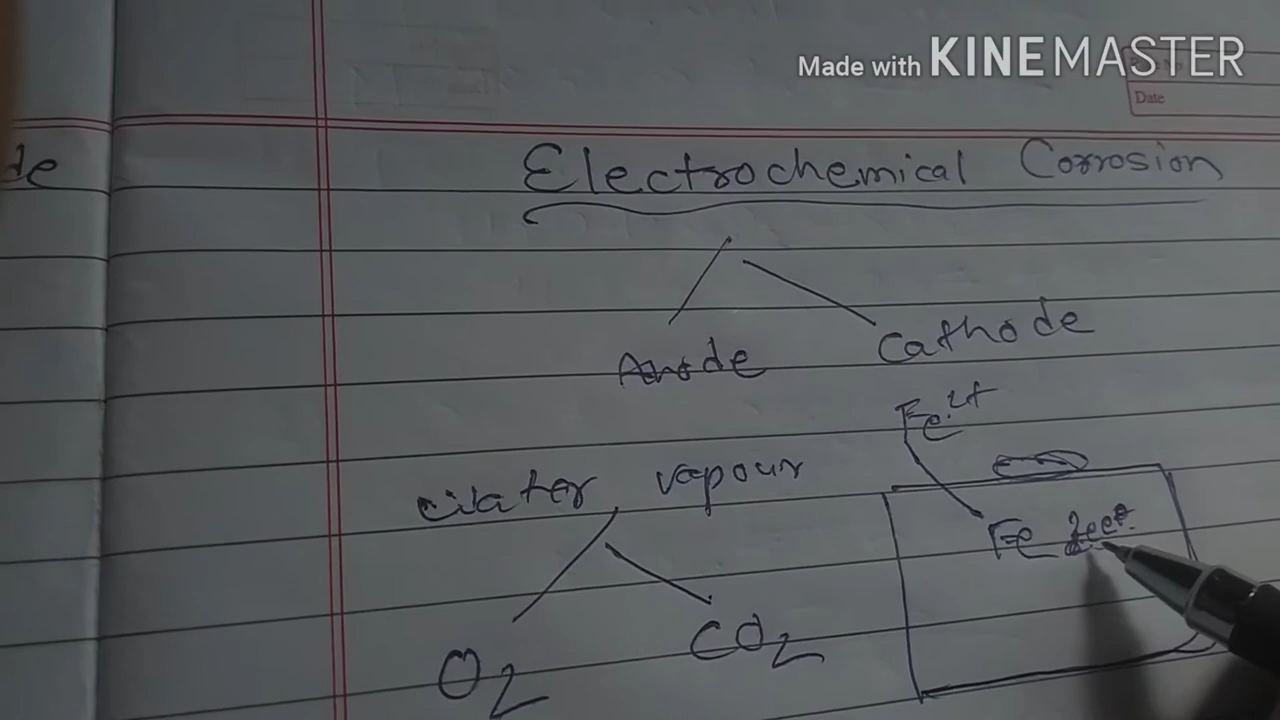 Made with KINEMASTER
Date
de
Electrochemical Corrosion
Anode
Cathode
Fe2+
water vapour
Fe
O2
CO2